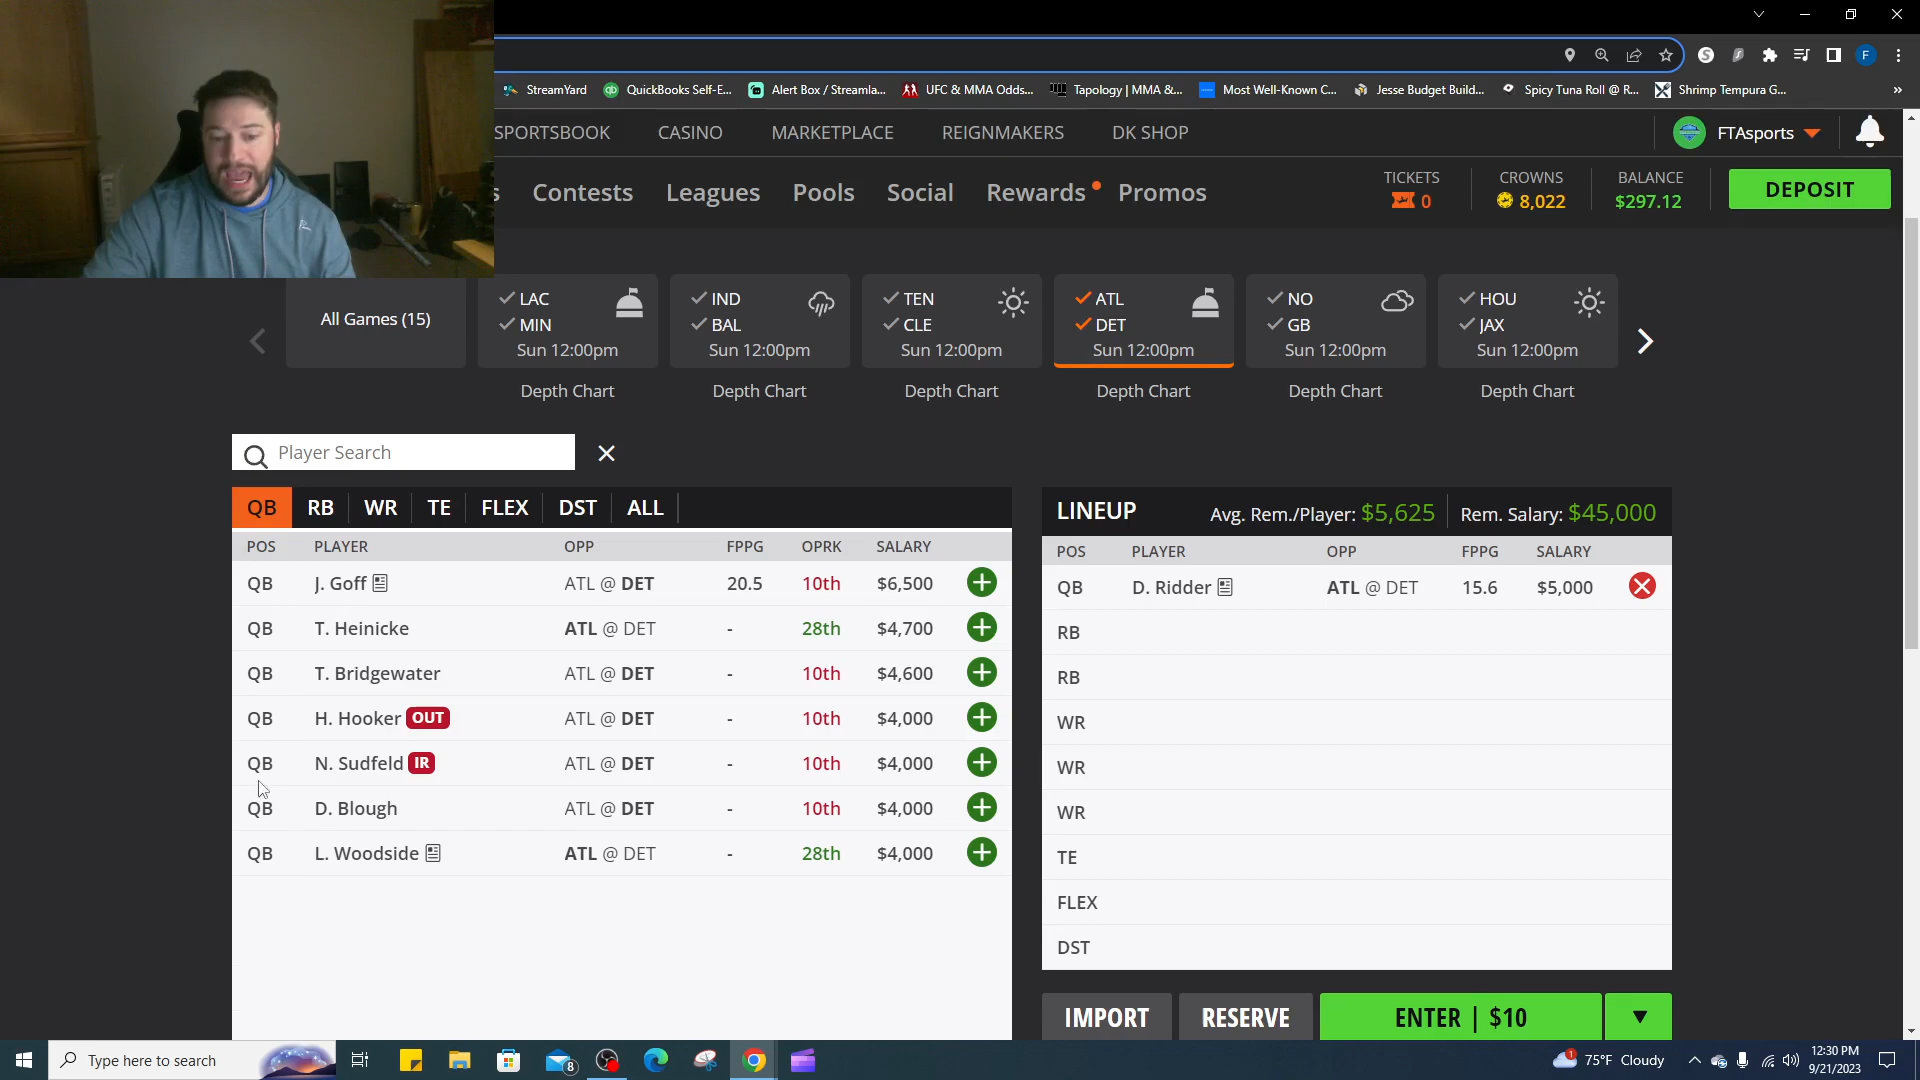 StreamYard QuickBooks Self-E... Alert Box / Streamla... UFC & MMA Odds... Tapology | MMA &... Most Well-Known C... Jesse Budget Build... Spicy Tuna Roll @ R... Shrimp Tempura G... »
SPORTSBOOK CASINO MARKETPLACE REIGNMAKERS DK SHOP FTAsports
s Contests Leagues Pools Social Rewards Promos
TICKETS CROWNS BALANCE DEPOSIT
0 8,022 $297.12
All Games (15)
LAC
MIN
Sun 12:00pm
Depth Chart
IND
BAL
Sun 12:00pm
Depth Chart
TEN
CLE
Sun 12:00pm
Depth Chart
ATL
DET
Sun 12:00pm
Depth Chart
NO
GB
Sun 12:00pm
Depth Chart
HOU
JAX
Sun 12:00pm
Depth Chart
Player Search
QB RB WR TE FLEX DST ALL
POS PLAYER OPP FPPG OPRK SALARY
QB J. Goff ATL @ DET 20.5 10th $6,500
QB T. Heinicke ATL @ DET - 28th $4,700
QB T. Bridgewater ATL @ DET - 10th $4,600
QB H. Hooker OUT ATL @ DET - 10th $4,000
QB N. Sudfeld IR ATL @ DET - 10th $4,000
QB D. Blough ATL @ DET - 10th $4,000
QB L. Woodside ATL @ DET - 28th $4,000
LINEUP Avg. Rem./Player: $5,625 Rem. Salary: $45,000
POS PLAYER OPP FPPG SALARY
QB D. Ridder ATL @ DET 15.6 $5,000
RB
RB
WR
WR
WR
TE
FLEX
DST
IMPORT RESERVE ENTER | $10
Type here to search 8 1 75°F Cloudy 12:30 PM
9/21/2023